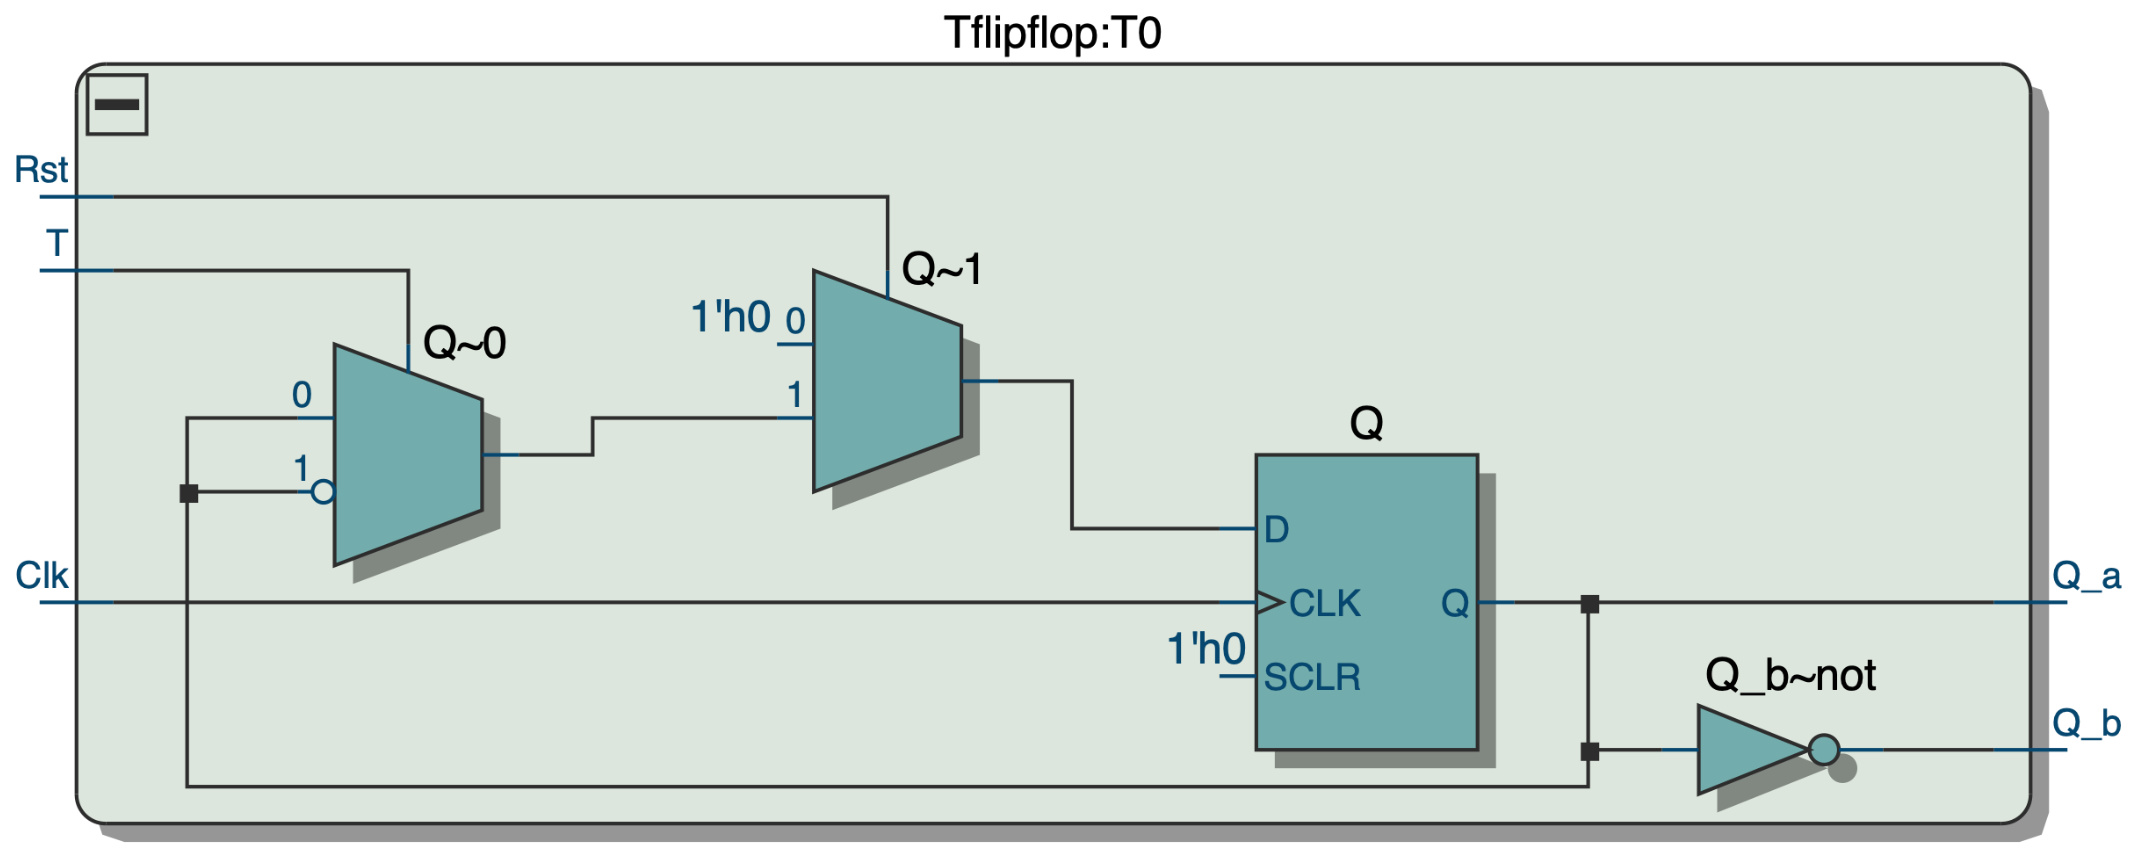 Tflipflop:T0
Rst
T
Q~1
1'h0 0
Q~0
0
1
Q
1
D
Clk
CLK
Q
Q_a
1'h0
SCLR
Q_b~not
Q_b